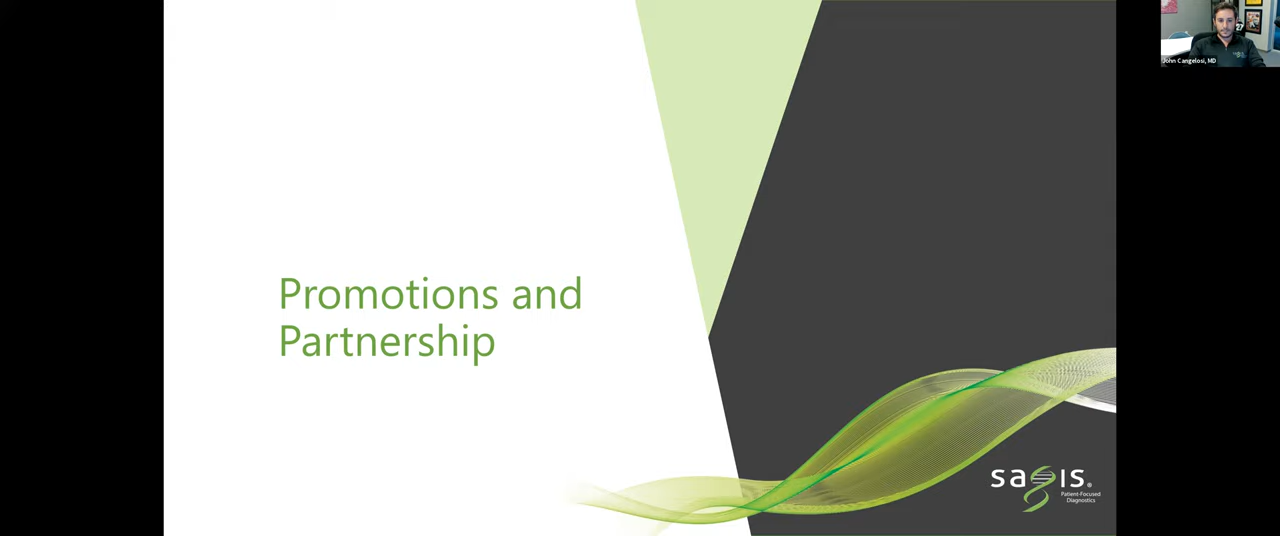 John Cangelosi, MD
Promotions and
Partnership
sagis®
Patient-Focused
Diagnostics